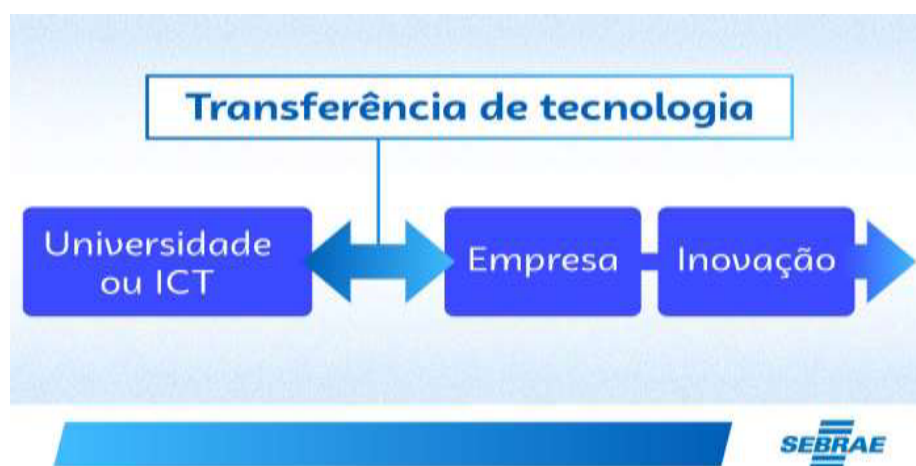 Transferência de tecnologia
Universidade
ou ICT
Empresa
Inovação
SEBRAE